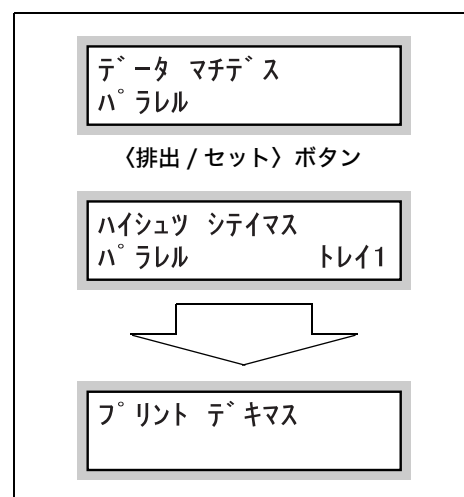 データ マチデス
パラレル
〈排出 / セット〉ボタン
ハイシュツ シテイマス
パラレル トレイ1
プリント デキマス